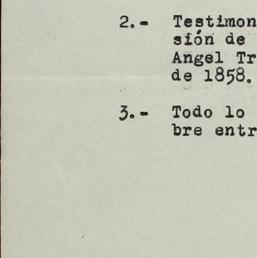 2.- Testimon
sión de
Angel Tr
de 1858.
3.- Todo lo
bre entr